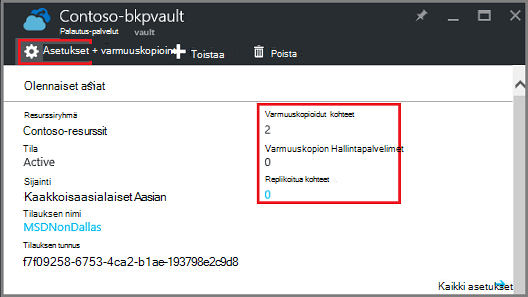 Contoso-bkpvault
Palautus-palvelut vault
Asetukset + varmuuskopioin Toistaa Poista
Olennaiset asiat
Resurssiryhmä
Contoso-resurssit
Tila
Active
Sijainti
Kaakkoisaasialaiset Aasian
Tilauksen nimi
MSDNonDallas
Tilauksen tunnus
f7f09258-6753-4ca2-b1ae-193798e2c9d8
Varmuuskopioidut kohteet
2
Varmuuskopion Hallintapalvelimet
0
Replikoitua kohteet
0
Kaikki asetukset